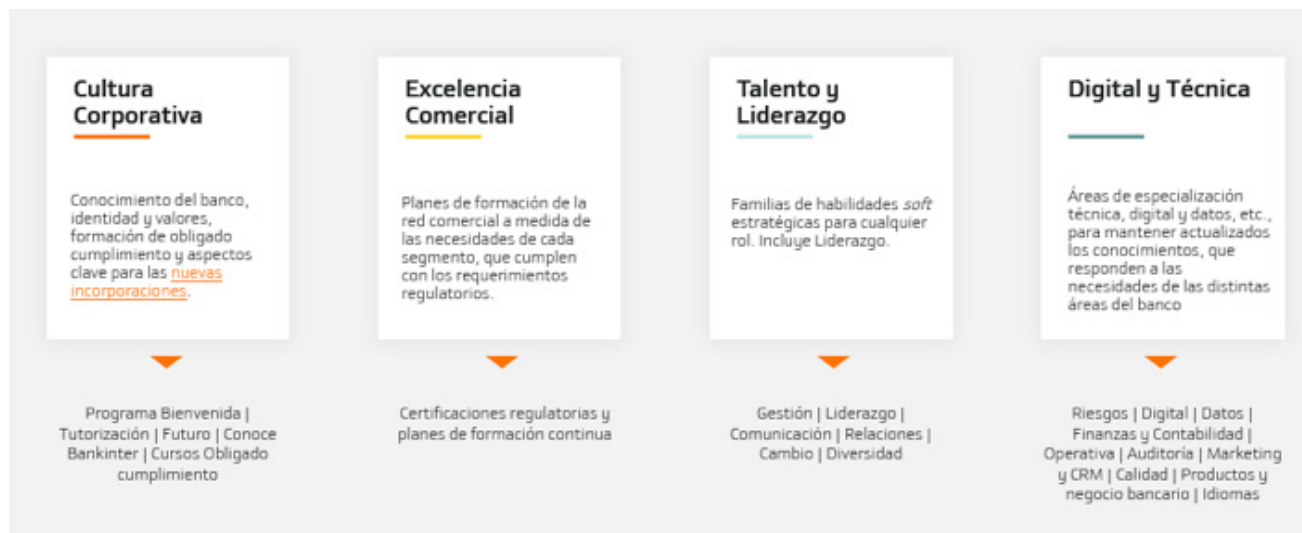 Cultura
Corporativa
Conocimiento del banco,
identidad y valores,
formación de obligado
cumplimiento y aspectos
clave para las nuevas
incorporaciones.
Programa Bienvenida |
Tutorización | Futuro | Conoce
Bankinter | Cursos Obligado
cumplimiento
Excelencia
Comercial
Planes de formación de la
red comercial a medida de
las necesidades de cada
segmento, que cumplen
con los requerimientos
regulatorios.
Certificaciones regulatorias y
planes de formación continua
Talento y
Liderazgo
Familias de habilidades soft
estratégicas para cualquier
rol. Incluye Liderazgo.
Gestión | Liderazgo |
Comunicación | Relaciones |
Cambio | Diversidad
Digital y Técnica
Áreas de especialización
técnica, digital y datos, etc.,
para mantener actualizados
los conocimientos, que
responden a las
necesidades de las distintas
áreas del banco
Riesgos | Digital | Datos |
Finanzas y Contabilidad |
Operativa | Auditoría | Marketing
y CRM | Calidad | Productos y
negocio bancario | Idiomas